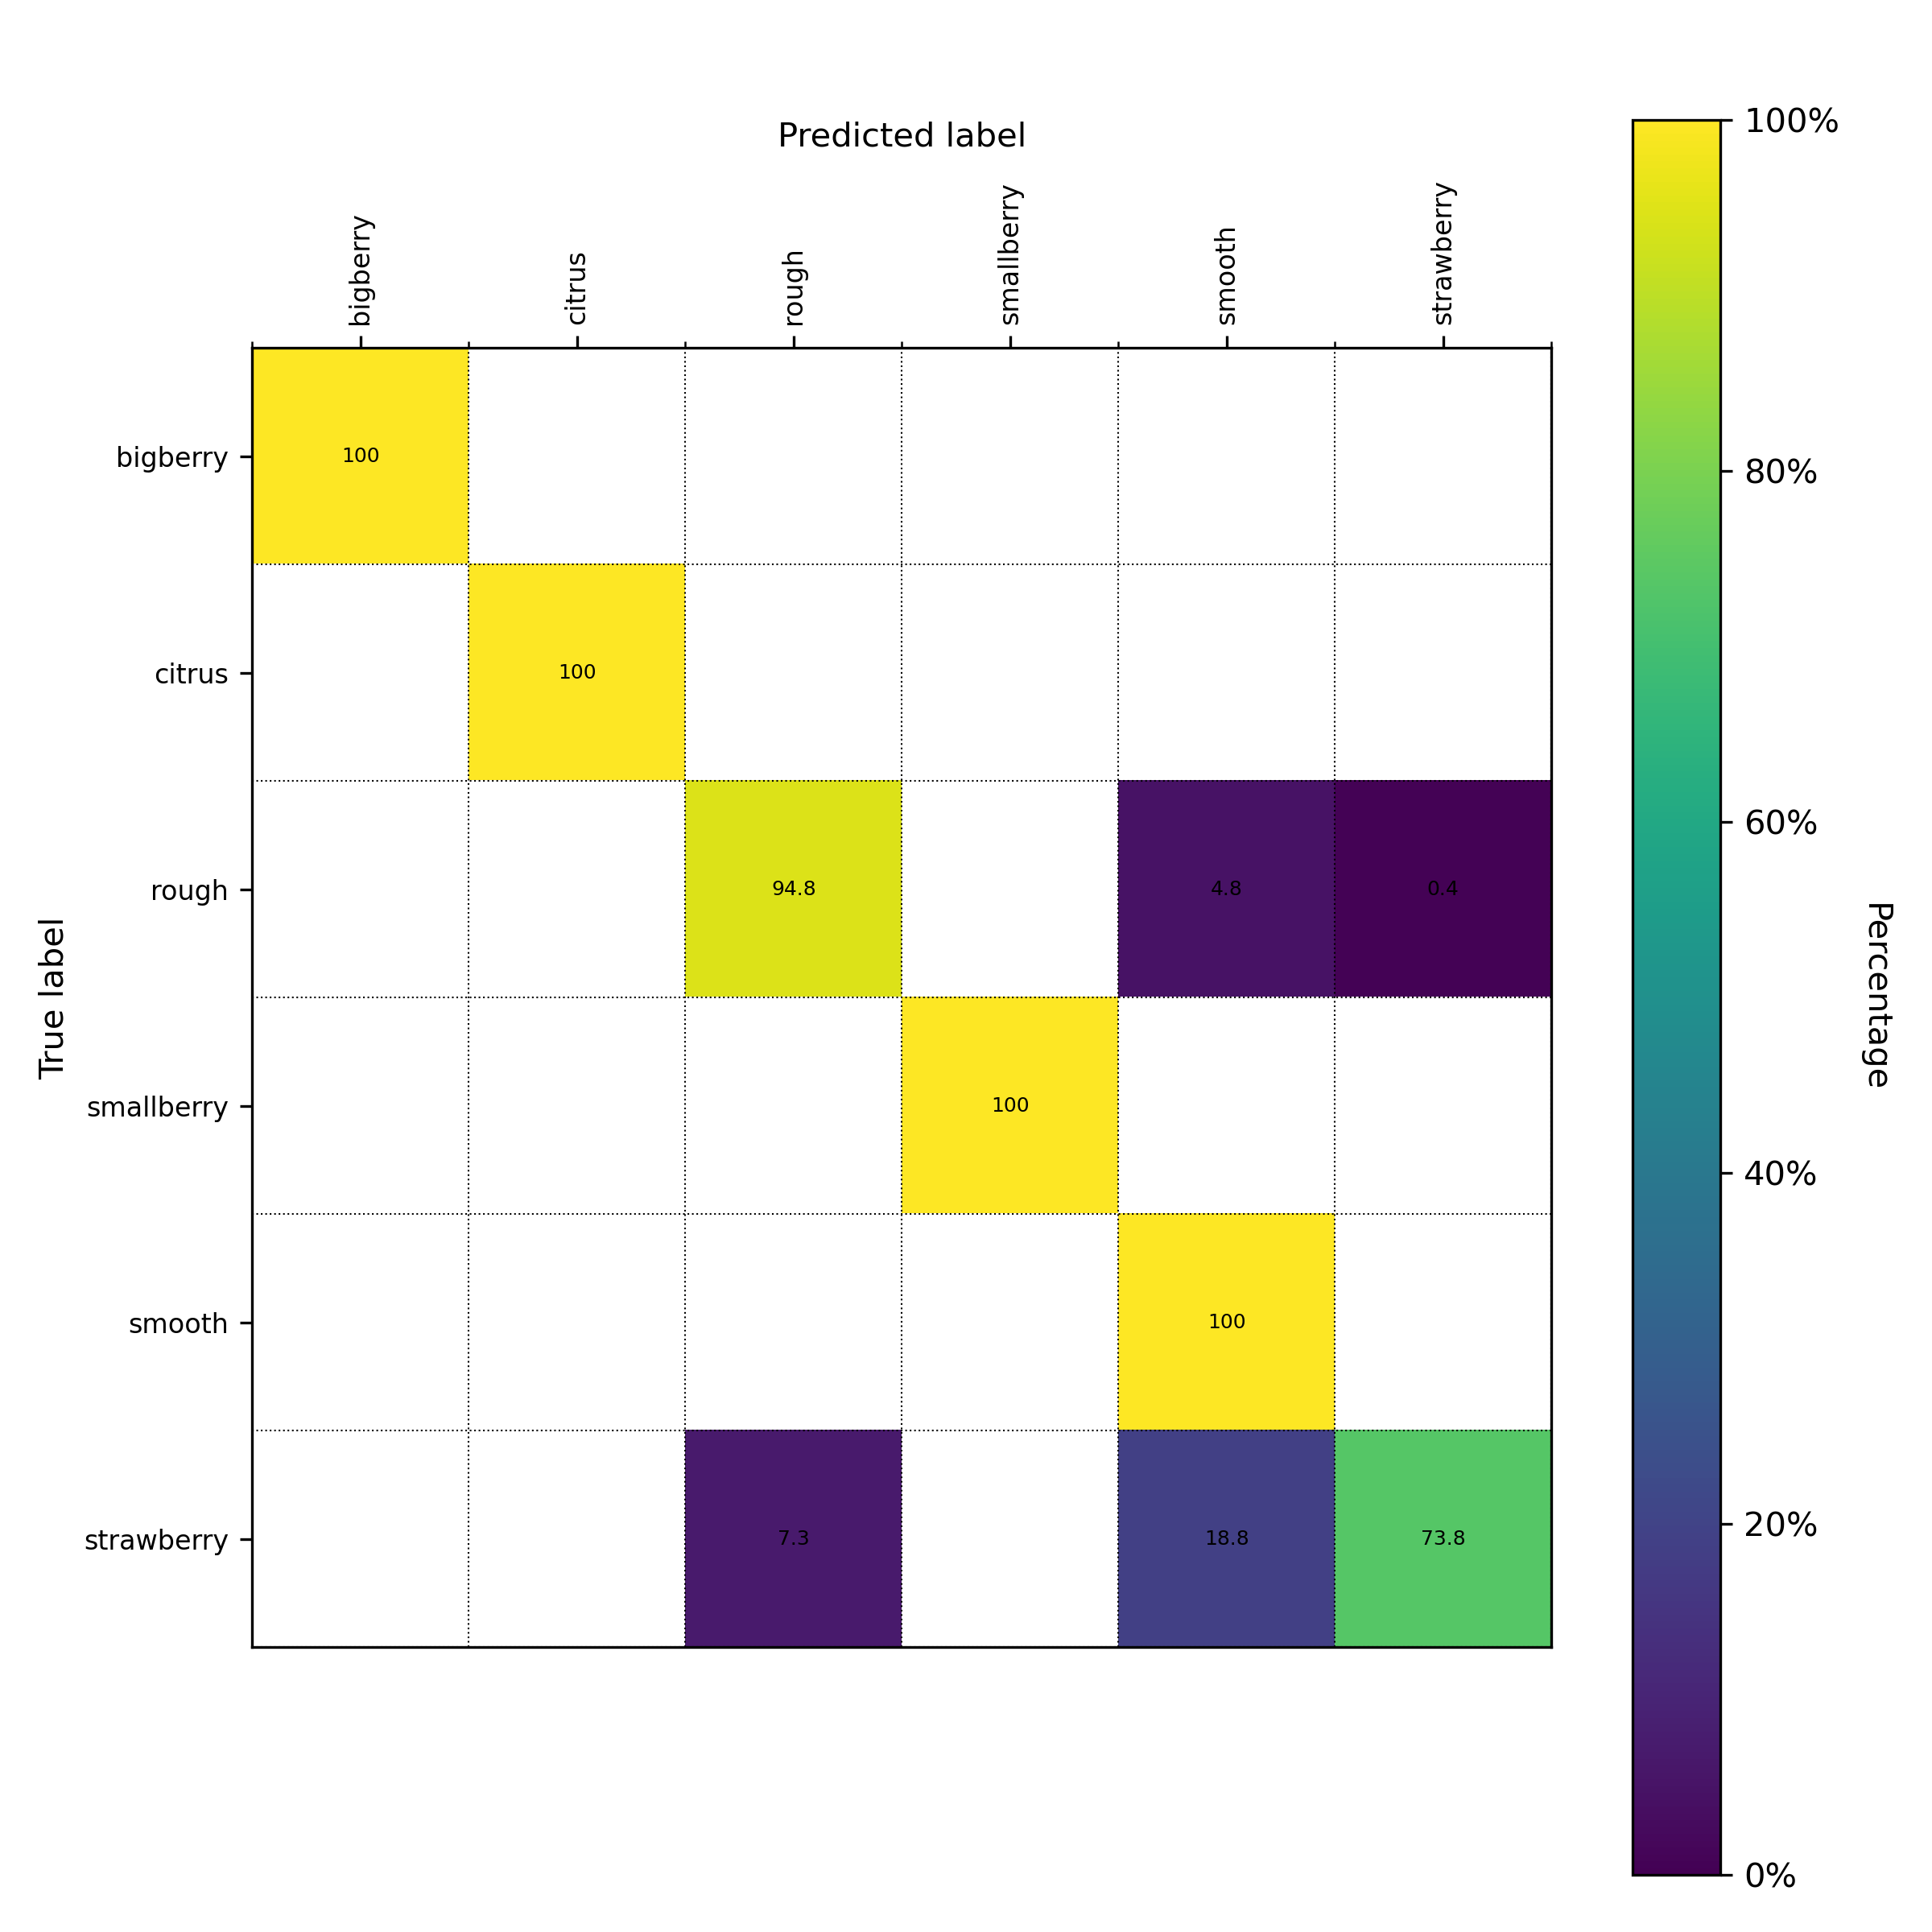 Predicted label
bigberry
citrus
rough
smallberry
smooth
strawberry
True label
bigberry
100
citrus
100
rough
94.8
4.8
0.4
smallberry
100
smooth
100
strawberry
7.3
18.8
73.8
100%
80%
60%
40%
20%
0%
Percentage